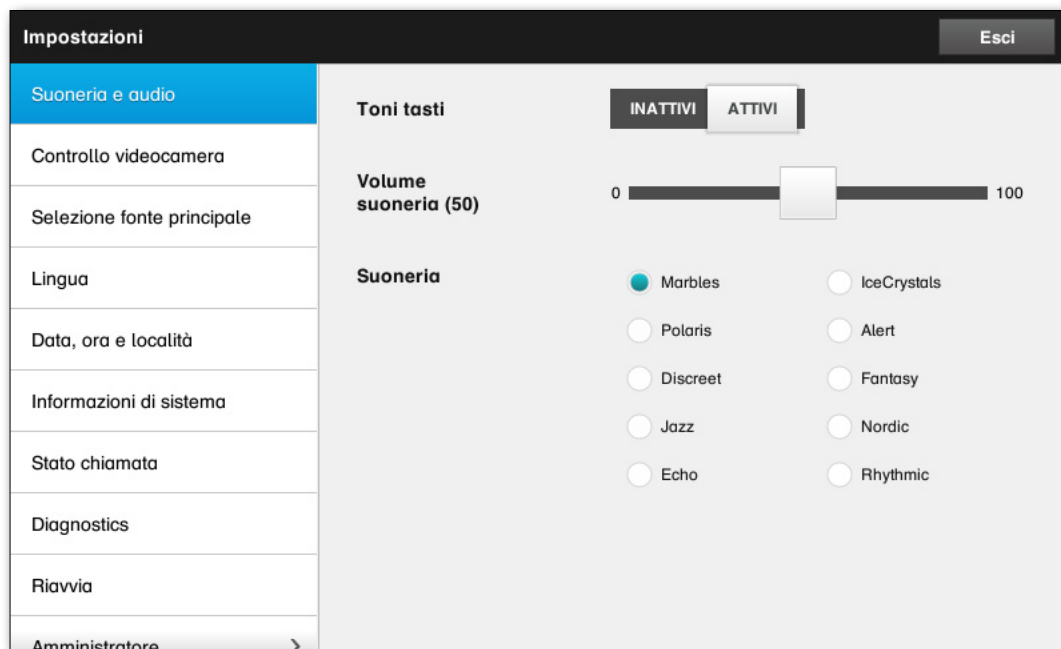 Impostazioni
Esci
Suoneria e audio
Controllo videocamera
Selezione fonte principale
Lingua
Data, ora e località
Informazioni di sistema
Stato chiamata
Diagnostics
Riavvia
Amministratore
Toni tasti
INATTIVI ATTIVI
Volume
suoneria (50)
0 100
Suoneria
Marbles IceCrystals
Polaris Alert
Discreet Fantasy
Jazz Nordic
Echo Rhythmic